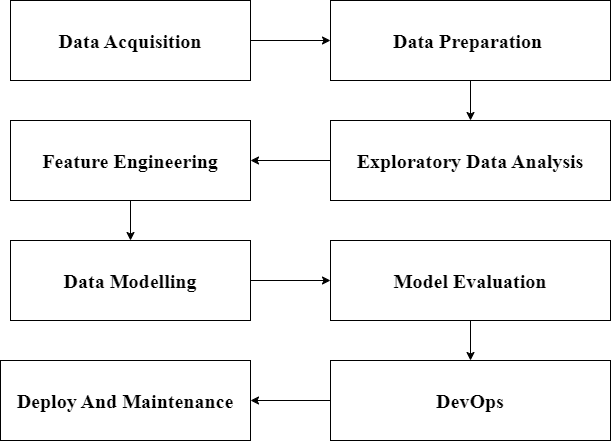 Data Acquisition
Data Preparation
Feature Engineering
Exploratory Data Analysis
Data Modelling
Model Evaluation
Deploy And Maintenance
DevOps